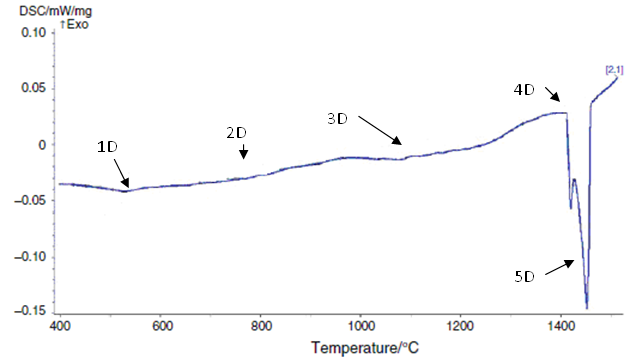 DSC/mW/mg
↑Exo
0.10
[2,1]
0.05
4D
3D
2D
0
1D
−0.05
−0.10
5D
−0.15
400 600 800 1000 1200 1400
Temperature/°C